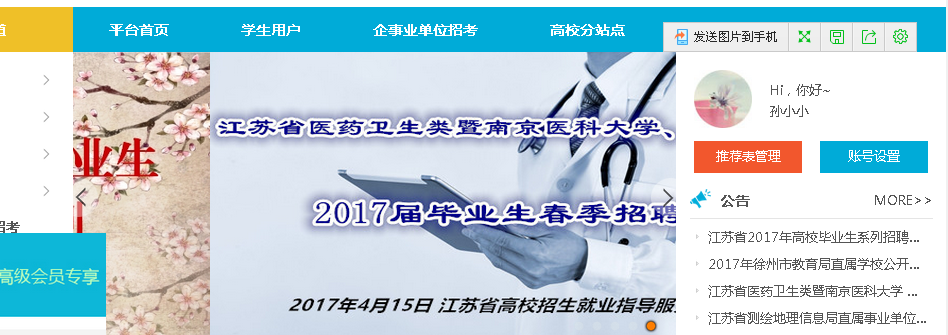 道
平台首页
学生用户
企事业单位招考
高校分站点
发送图片到手机
业生
江苏省医药卫生类暨南京医科大学、
2017届毕业生春季招聘
2017年4月15日 江苏省高校招生就业指导服
招考
高级会员专享
Hi，你好~
孙小小
推荐表管理
账号设置
公告
MORE>>
江苏省2017年高校毕业生系列招聘...
2017年徐州市教育局直属学校公开...
江苏省医药卫生类暨南京医科大学 ...
江苏省测绘地理信息局直属事业单位...